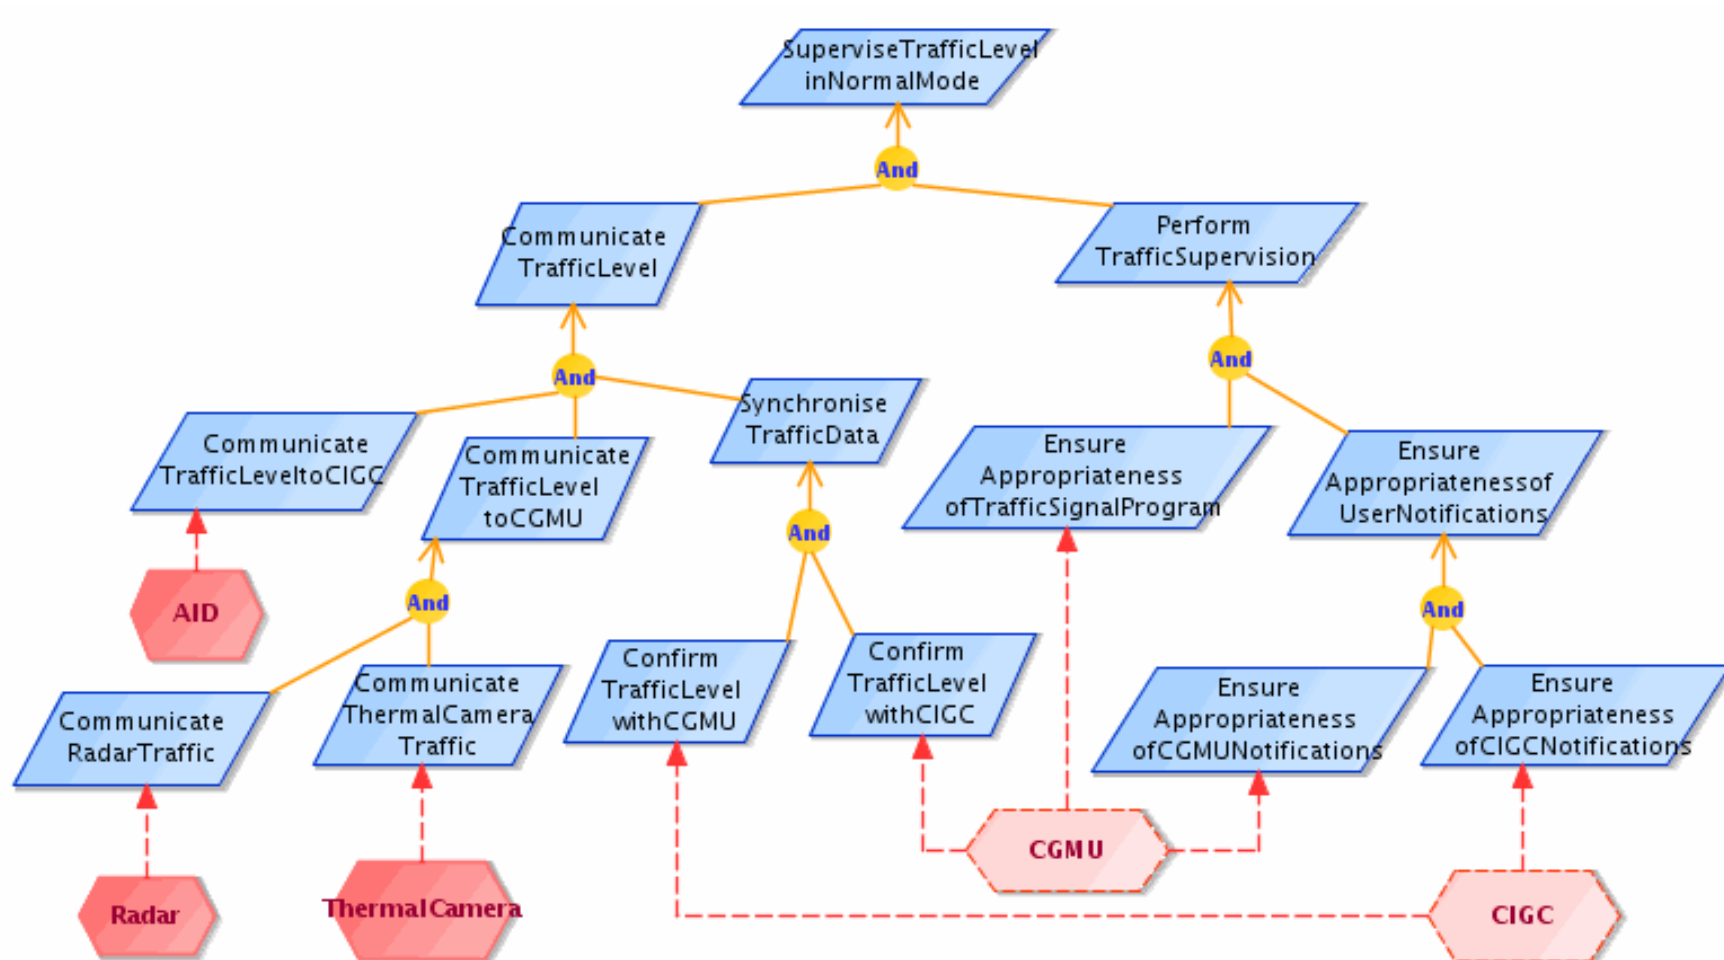 SuperviseTrafficLevel
inNormalMode
And
Communicate
TrafficLevel
Perform
TrafficSupervision
And
And
Communicate
TrafficLeveltoCIGC
Communicate
TrafficLevel
toCGMU
Synchronise
TrafficData
Ensure
Appropriateness
ofTrafficSignalProgram
Ensure
Appropriatenessof
UserNotifications
And
AID
And
And
Communicate
RadarTraffic
Communicate
ThermalCamera
Traffic
Confirm
TrafficLevel
withCGMU
Confirm
TrafficLevel
withCIGC
Ensure
Appropriateness
ofCGMUNotifications
Ensure
Appropriateness
ofCIGCNotifications
CGMU
Radar
ThermalCamera
CIGC